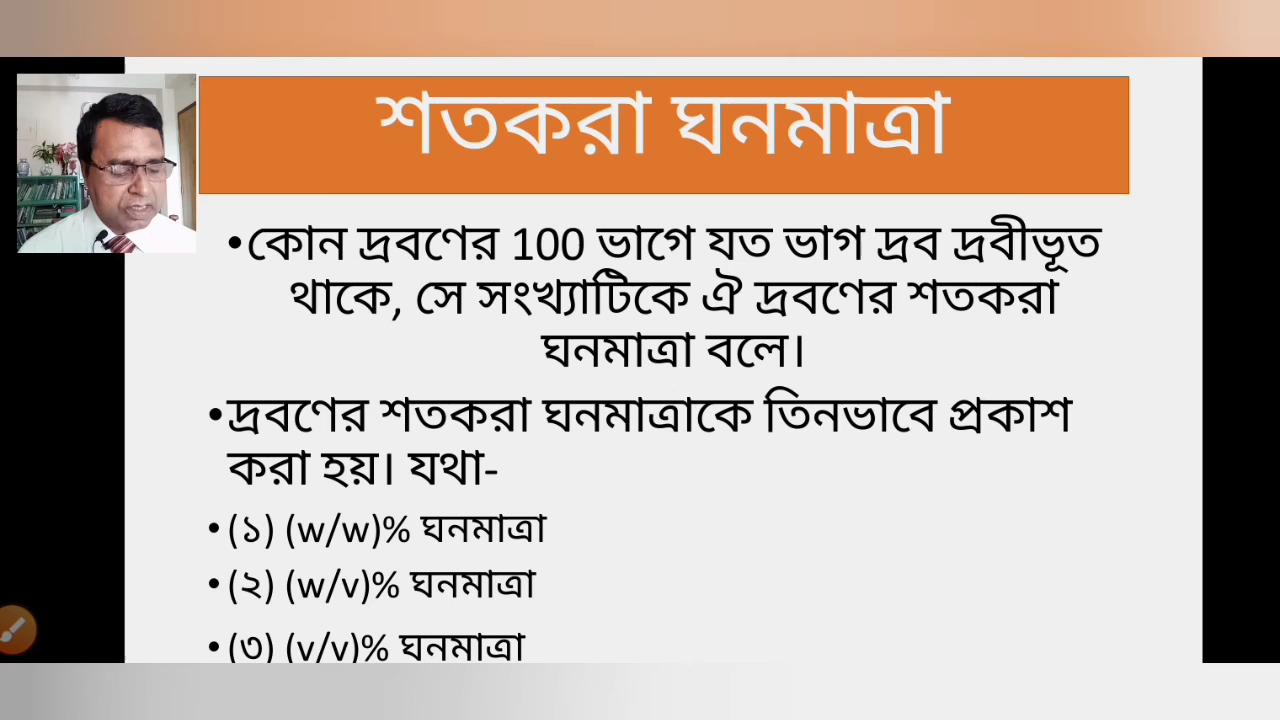 শতকরা ঘনমাত্রা
•কোন দ্রবণের 100 ভাগে যত ভাগ দ্রব দ্রবীভূত
থাকে, সে সংখ্যাটিকে ঐ দ্রবণের শতকরা
ঘনমাত্রা বলে।
•দ্রবণের শতকরা ঘনমাত্রাকে তিনভাবে প্রকাশ
করা হয়। যথা-
•(১) (w/w)% ঘনমাত্রা
•(২) (w/v)% ঘনমাত্রা
•(৩) (v/v)% ঘনমাত্রা